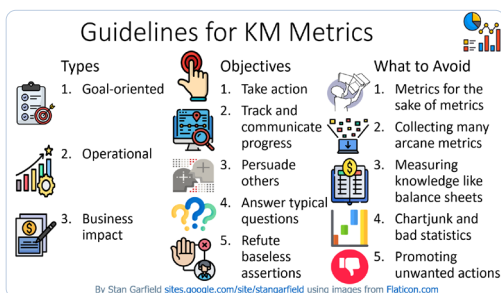 Guidelines for KM Metrics
Types
1. Goal-oriented
2. Operational
3. Business
impact
Objectives
1. Take action
2. Track and
communicate
progress
3. Persuade
others
4. Answer typical
questions
5. Refute
baseless
assertions
What to Avoid
1. Metrics for the
sake of metrics
2. Collecting many
arcane metrics
3. Measuring
knowledge like
balance sheets
4. Chartjunk and
bad statistics
5. Promoting
unwanted actions
By Stan Garfield sites.google.com/site/stangarfield using images from Flaticon.com